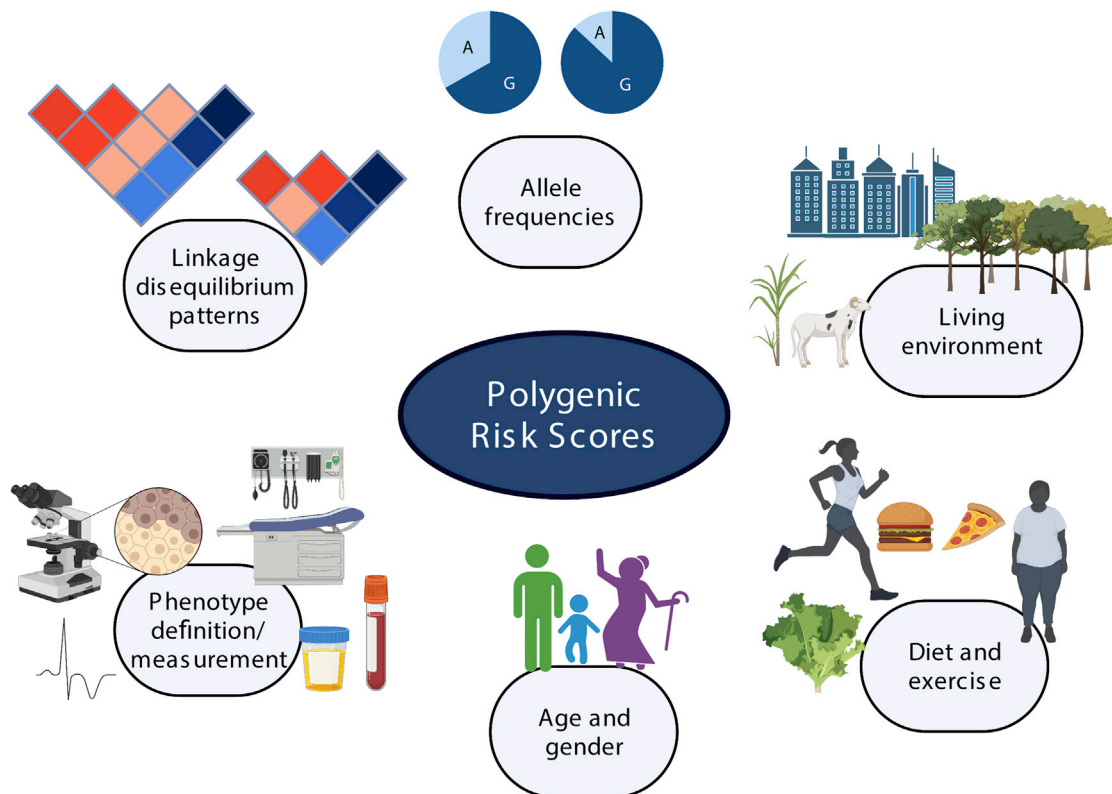 A
G
A
G
Allele
frequencies
Linkage
disequilibrium
patterns
Living
environment
Polygenic
Risk Scores
Phenotype
definition/
measurement
Age and
gender
Diet and
exercise